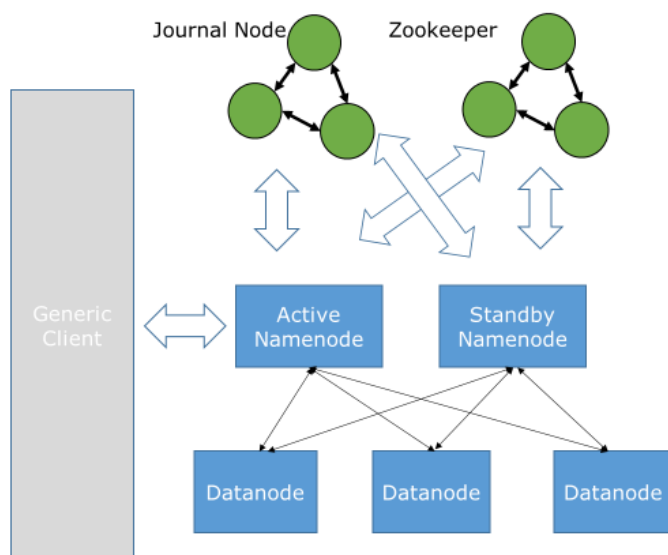 Journal Node
Zookeeper
Generic
Client
Active
Namenode
Standby
Namenode
Datanode
Datanode
Datanode